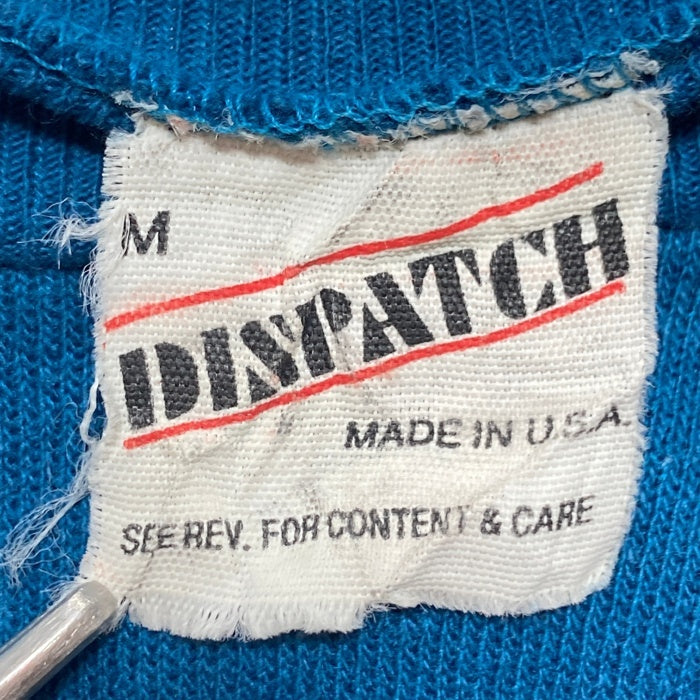 M
DISPATCH
MADE IN U.S.A.
SEE REV. FOR CONTENT & CARE